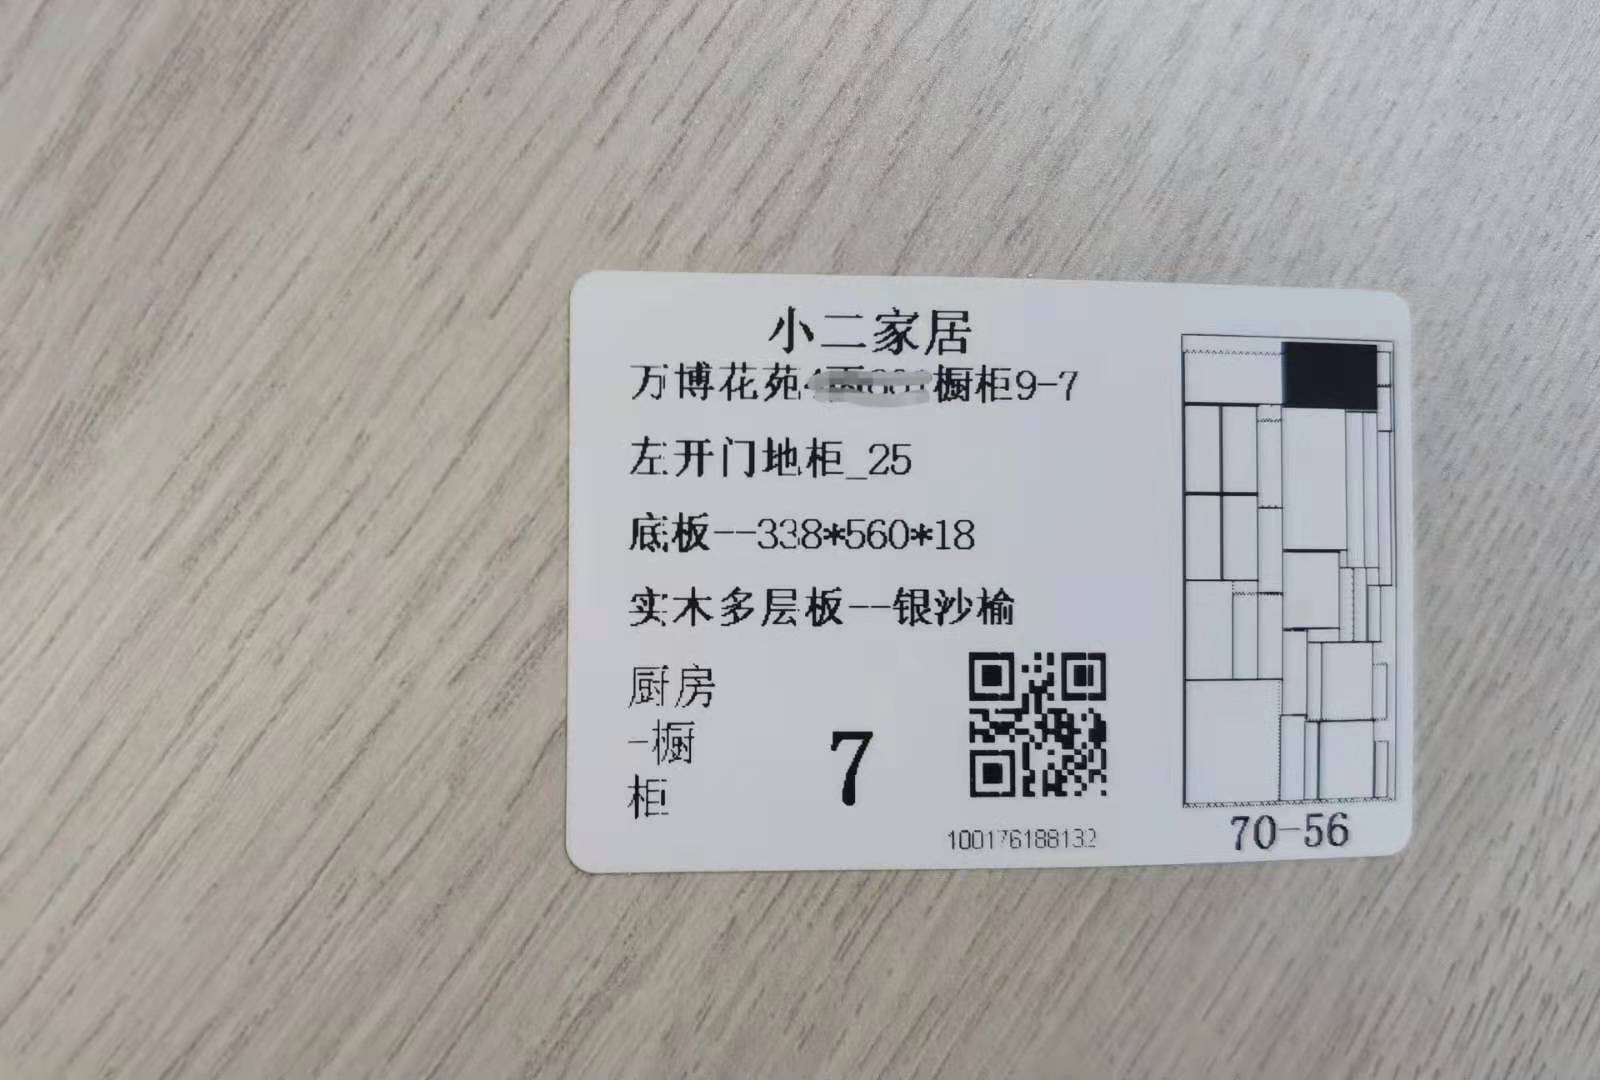 小二家居
万博花苑 橱柜9-7
左开门地柜_25
底板--338*560*18
实木多层板--银沙榆
厨房
-橱
柜
7
100176188132
70-56